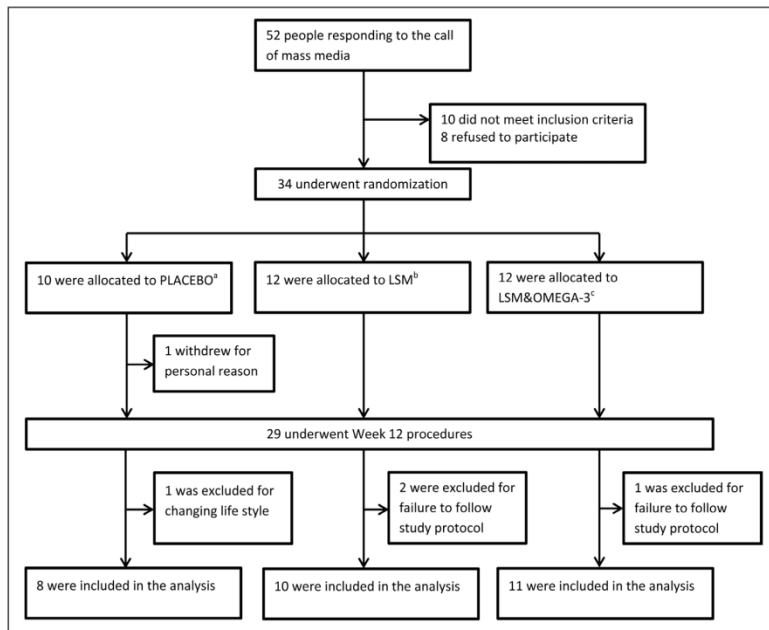 52 people responding to the call
of mass media
10 did not meet inclusion criteria
8 refused to participate
34 underwent randomization
10 were allocated to PLACEBOᵃ
12 were allocated to LSMᵇ
12 were allocated to
LSM&OMEGA-3ᶜ
1 withdrew for
personal reason
29 underwent Week 12 procedures
1 was excluded for
changing life style
2 were excluded for
failure to follow
study protocol
1 was excluded for
failure to follow
study protocol
8 were included in the analysis
10 were included in the analysis
11 were included in the analysis